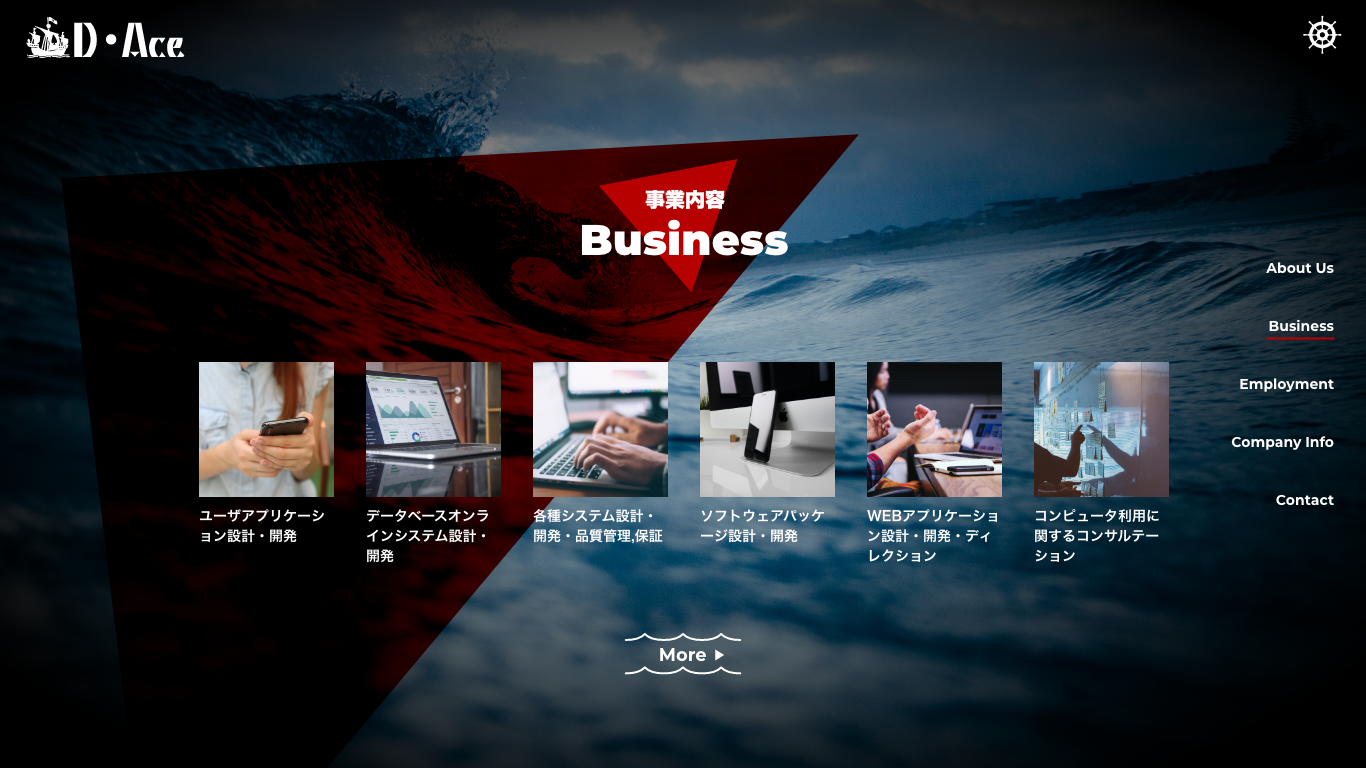 D・Ace
事業内容
Business
About Us
Business
Employment
Company Info
Contact
ユーザアプリケーシ
ョン設計・開発
データベースオンラ
インシステム設計・
開発
各種システム設計・
開発・品質管理,保証
ソフトウェアパッケ
ージ設計・開発
WEBアプリケーショ
ン設計・開発・ディ
レクション
コンピュータ利用に
関するコンサルテー
ション
More